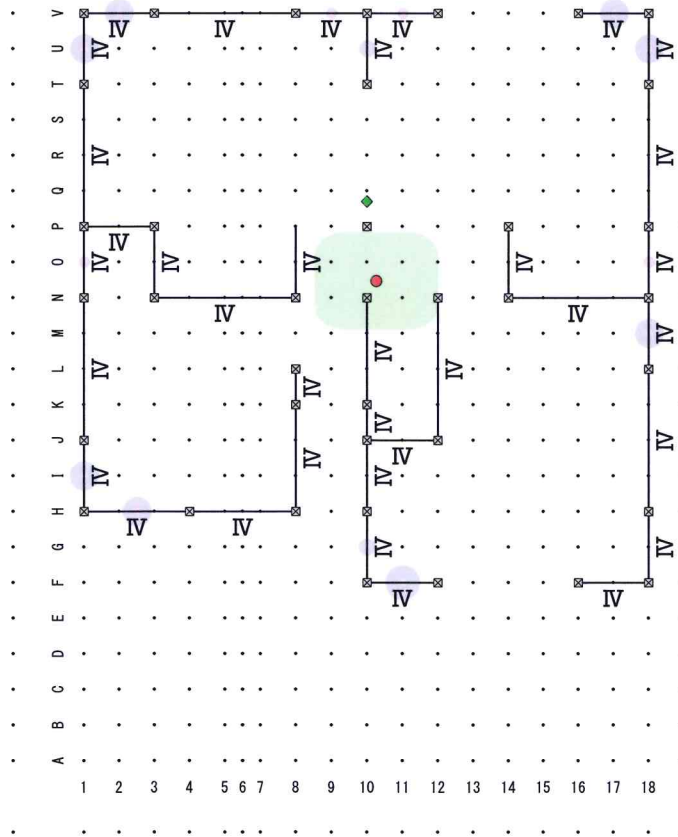 V
IV IV IV IV IV
U IV IV IV
T
S
R IV IV
Q
P
IV
O IV IV IV IV IV
N
IV IV
M IV
IV
L IV IV
IV
K
IV
J IV
IV IV
I IV IV
H
IV IV
G IV IV
F
IV IV
E
D
C
B
A
1 2 3 4 5 6 7 8 9 10 11 12 13 14 15 16 17 18